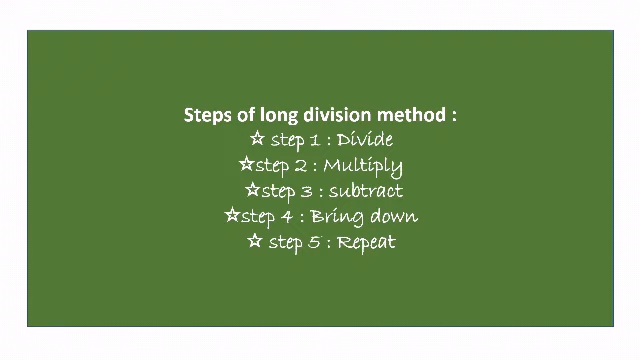 Steps of long division method :
☆ step 1 : Divide
☆step 2 : Multiply
☆step 3 : subtract
☆step 4 : Bring down
☆ step 5 : Repeat